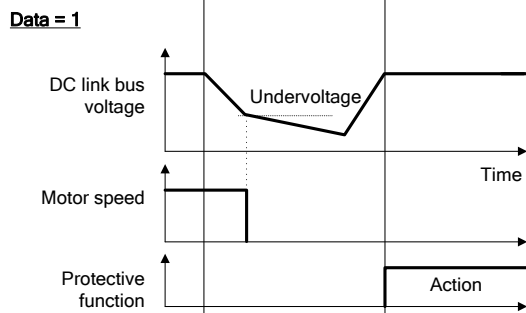 Data = 1
DC link bus
voltage
Undervoltage
Time
Motor speed
Protective
function
Action